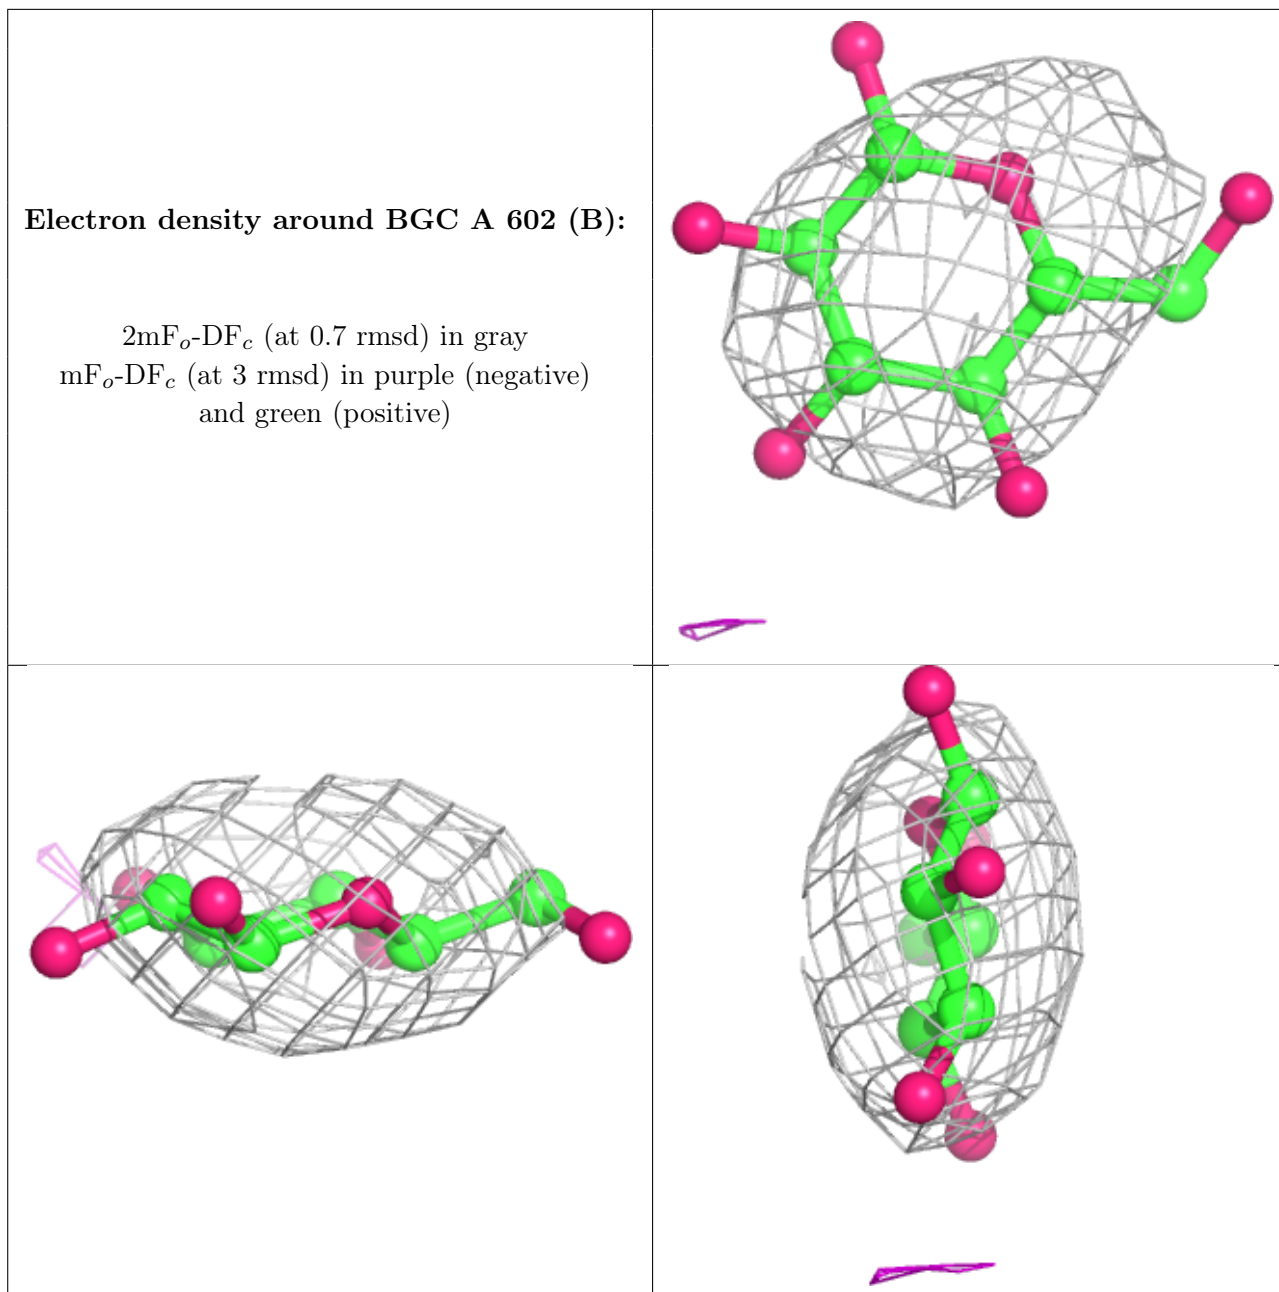 Electron density around BGC A 602 (B):
2mFo-DFc (at 0.7 rmsd) in gray
mFo-DFc (at 3 rmsd) in purple (negative)
and green (positive)